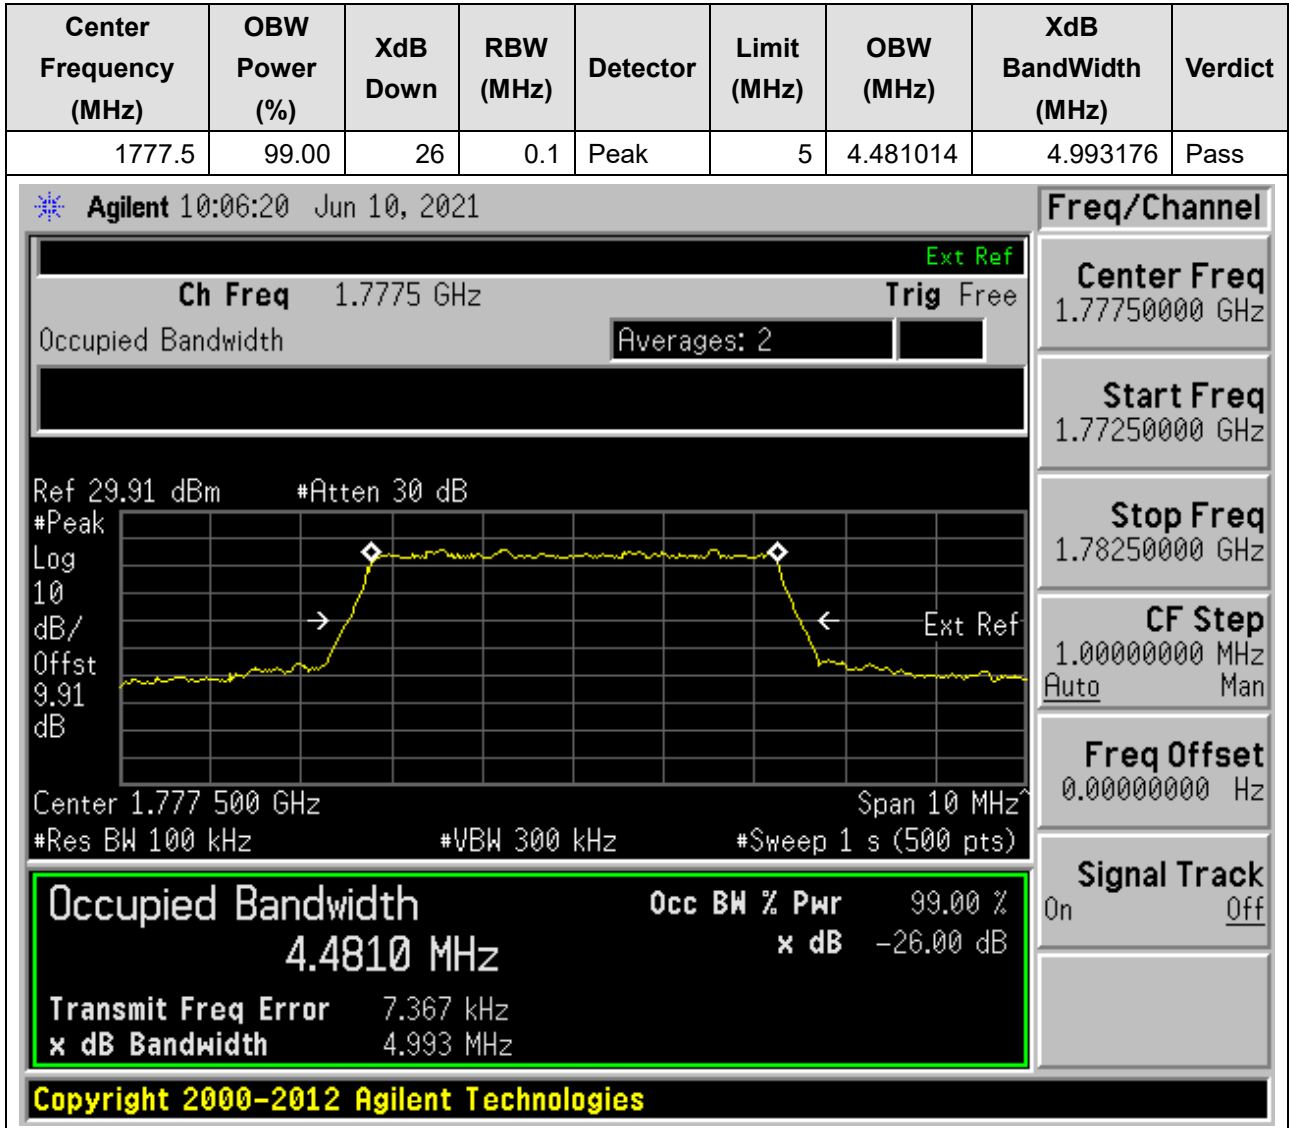 Center Frequency (MHz) OBW Power (%) XdB Down RBW (MHz) Detector Limit (MHz) OBW (MHz) XdB BandWidth (MHz) Verdict
1777.5 99.00 26 0.1 Peak 5 4.481014 4.993176 Pass
Agilent 10:06:20 Jun 10, 2021
Ext Ref
Ch Freq 1.7775 GHz Trig Free
Occupied Bandwidth Averages: 2
Ref 29.91 dBm #Atten 30 dB
#Peak
Log
10
dB/
Offst
9.91
dB
Ext Ref
Center 1.777 500 GHz Span 10 MHz^
#Res BW 100 kHz #VBW 300 kHz #Sweep 1 s (500 pts)
Occupied Bandwidth Occ BW % Pwr 99.00 %
4.4810 MHz x dB -26.00 dB
Transmit Freq Error 7.367 kHz
x dB Bandwidth 4.993 MHz
Copyright 2000-2012 Agilent Technologies
Freq/Channel
Center Freq
1.77750000 GHz
Start Freq
1.77250000 GHz
Stop Freq
1.78250000 GHz
CF Step
1.00000000 MHz
Auto Man
Freq Offset
0.00000000 Hz
Signal Track
On Off